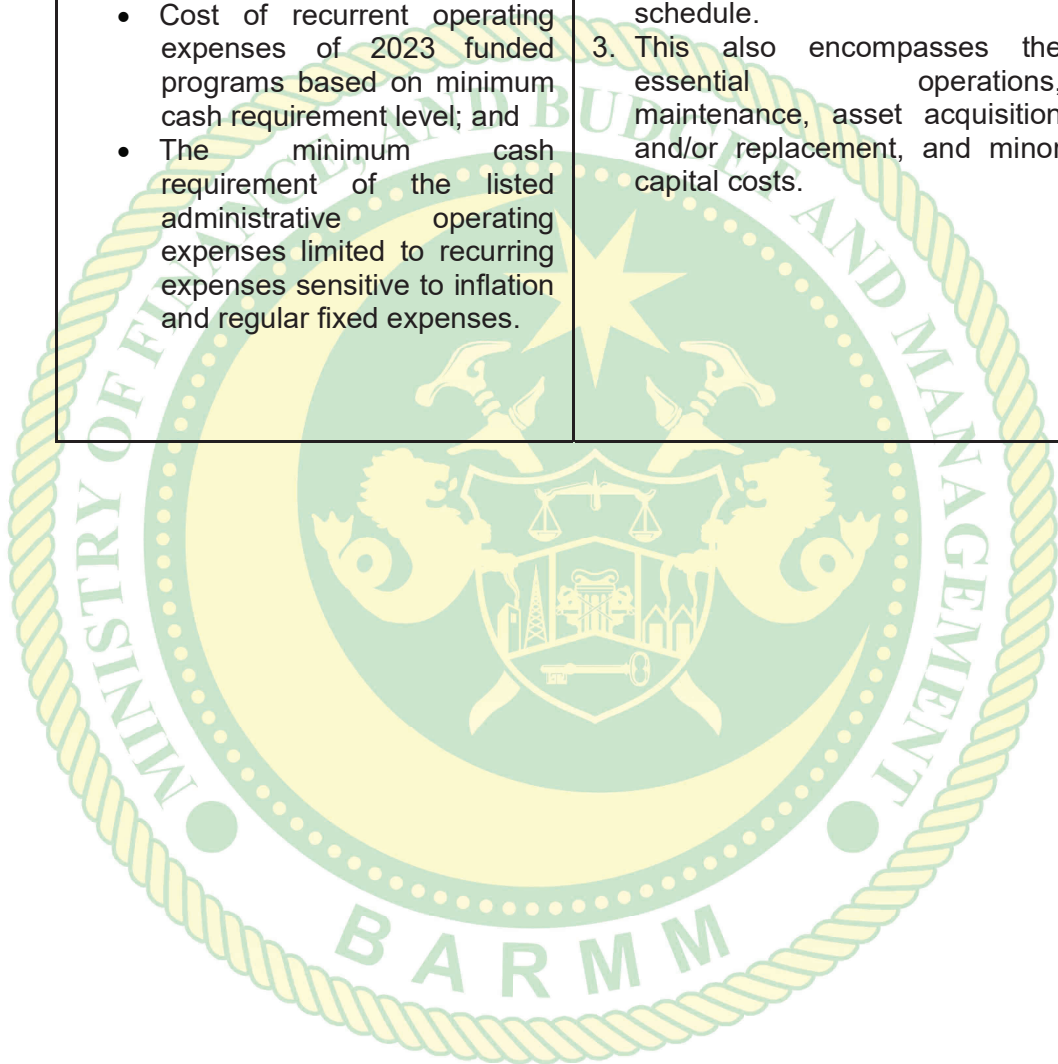 • Cost of recurrent operating
expenses of 2023 funded
programs based on minimum
cash requirement level; and
• The minimum cash
requirement of the listed
administrative operating
expenses limited to recurring
expenses sensitive to inflation
and regular fixed expenses.
schedule.
3. This also encompasses the
essential operations,
maintenance, asset acquisition
and/or replacement, and minor
capital costs.
MINISTRY OF FINANCE, AND BUDGET AND MANAGEMENT
BARMM